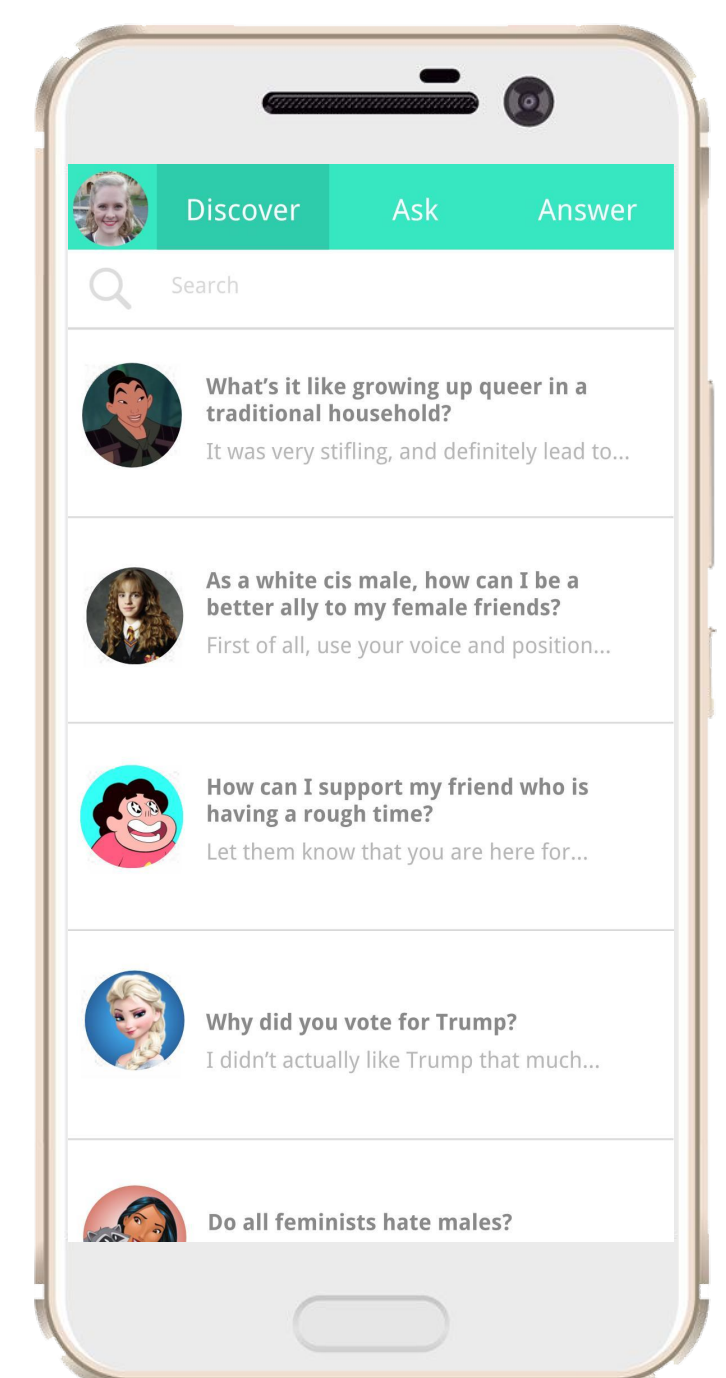 Discover Ask Answer
Search
What’s it like growing up queer in a
traditional household?
It was very stifling, and definitely lead to...
As a white cis male, how can I be a
better ally to my female friends?
First of all, use your voice and position...
How can I support my friend who is
having a rough time?
Let them know that you are here for...
Why did you vote for Trump?
I didn’t actually like Trump that much...
Do all feminists hate males?